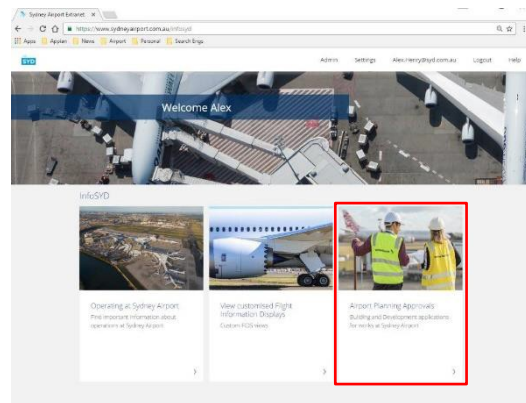 Sydney Airport Extranet
https://www.sydneyairport.com.au/infosyd
Apps Appian News Airport Personal Search Engs
SYD
Admin Settings Alex.Henry@syd.com.au Logout Help
Welcome Alex
InfoSYD
Operating at Sydney Airport
Find important information about
operations at Sydney Airport
View customised Flight
Information Displays
Custom FIDS views
Airport Planning Approvals
Building and Development applications
for works at Sydney Airport